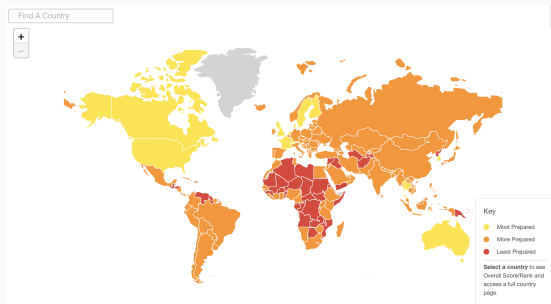 Find A Country
+
–
Key
Most Prepared
More Prepared
Least Prepared
Select a country to see
Overall Score/Rank and
access a full country
page.